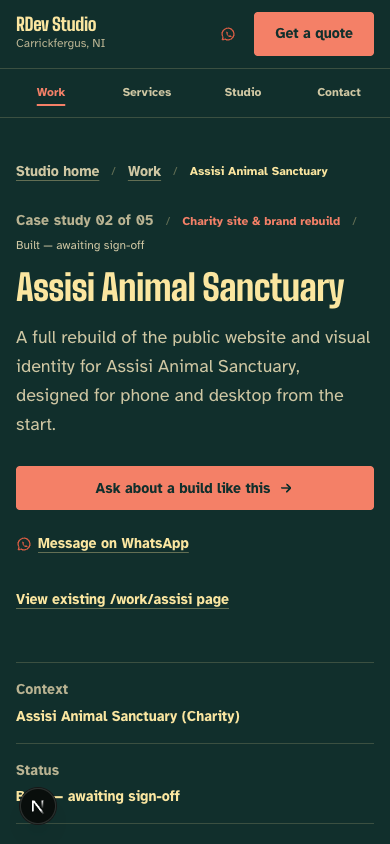 RDev Studio
Carrickfergus, NI
Get a quote
Work
Services
Studio
Contact
Studio home / Work / Assisi Animal Sanctuary
Case study 02 of 05 / Charity site & brand rebuild /
Built — awaiting sign-off
Assisi Animal Sanctuary
A full rebuild of the public website and visual
identity for Assisi Animal Sanctuary,
designed for phone and desktop from the
start.
Ask about a build like this →
Message on WhatsApp
View existing /work/assisi page
Context
Assisi Animal Sanctuary (Charity)
Status
— awaiting sign-off
N